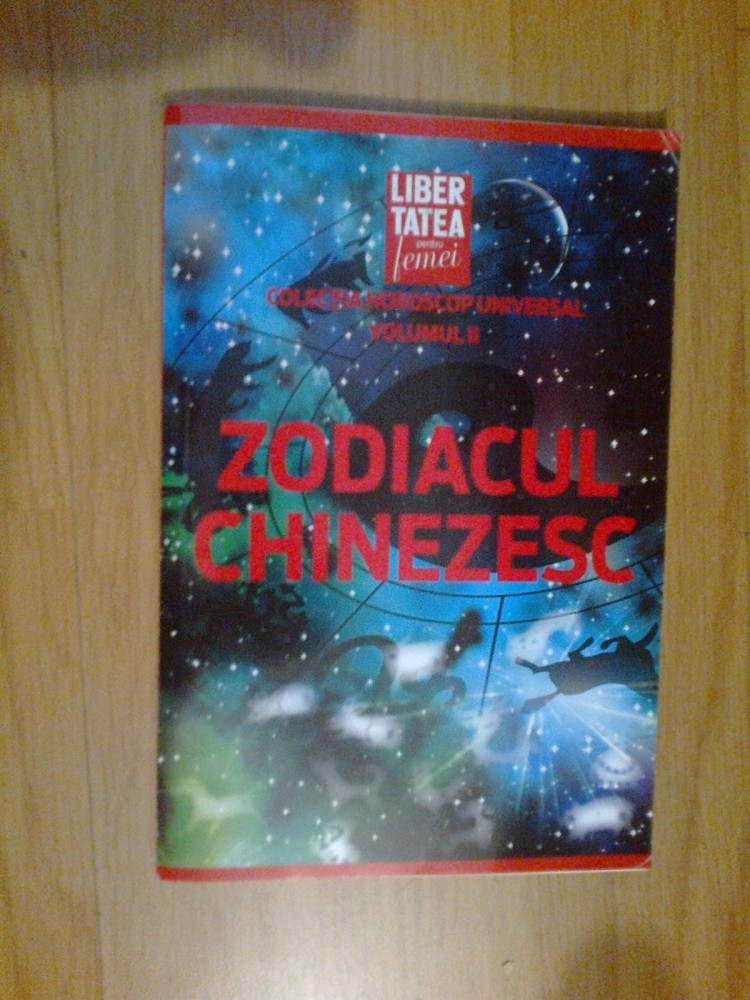 LIBER
TATEA
pentru
femei
COLECȚIA HOROSCOP UNIVERSAL
VOLUMUL II
ZODIACUL
CHINEZESC